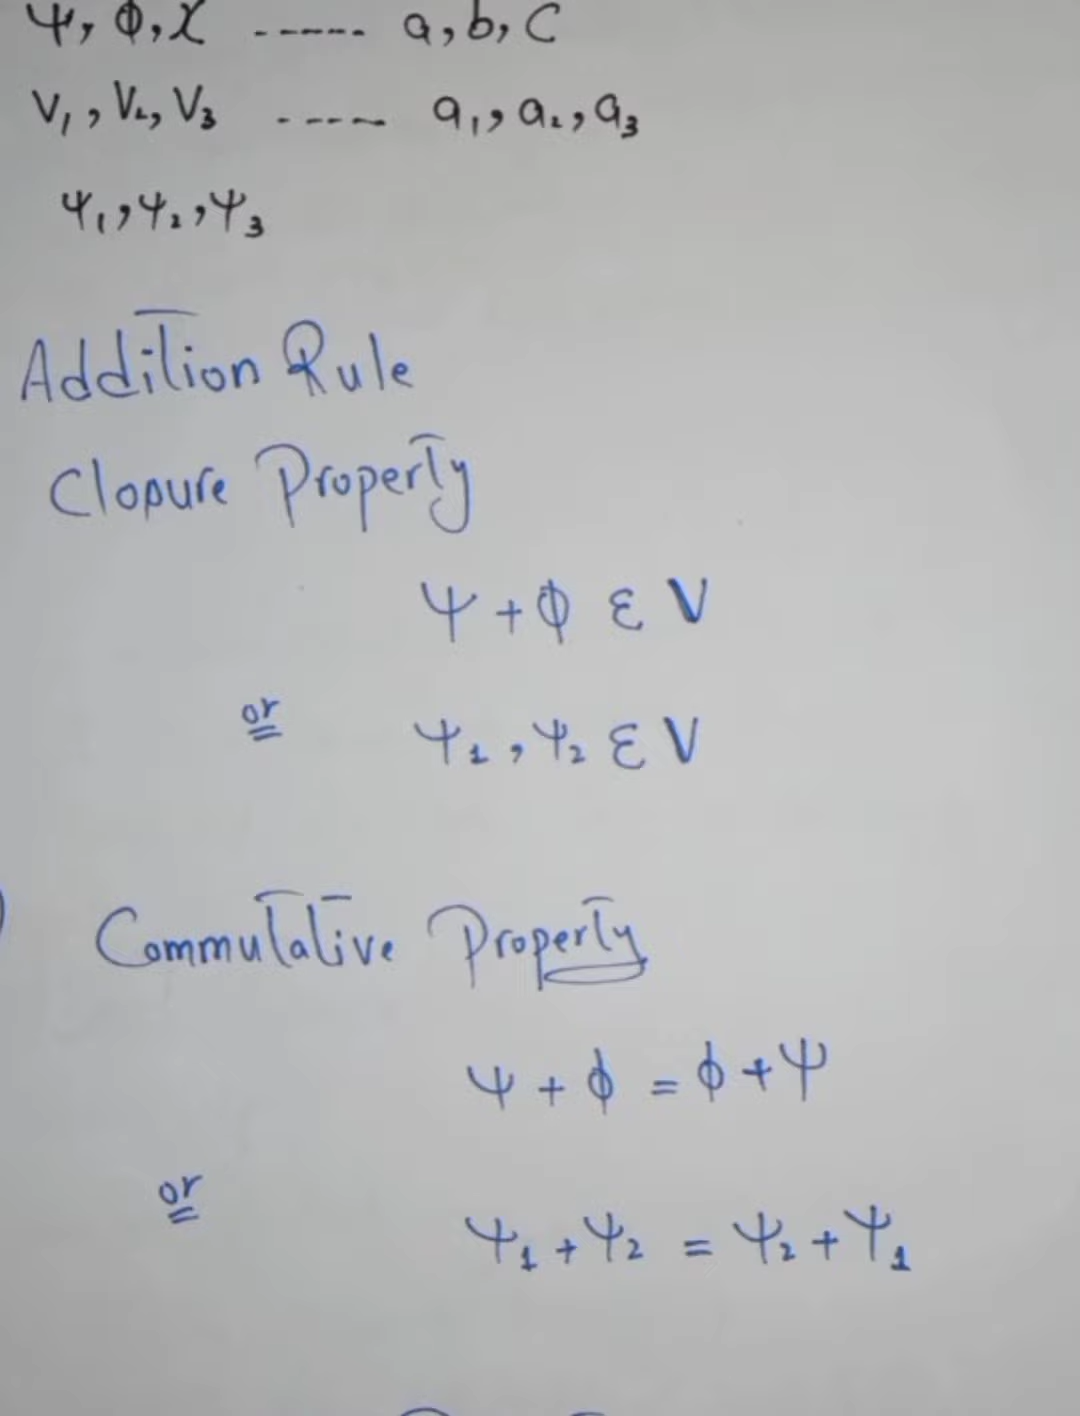 Ψ, Φ, χ ------ a, b, c
V₁, V₂, V₃ ----- a₁, a₂, a₃
Ψ₁, Ψ₂, Ψ₃
Addition Rule
Closure Property
Ψ + Φ ε V
or Ψ₁, Ψ₂ ε V
Commutative Property
Ψ + ϕ = ϕ + Ψ
or Ψ₁ + Ψ₂ = Ψ₂ + Ψ₁